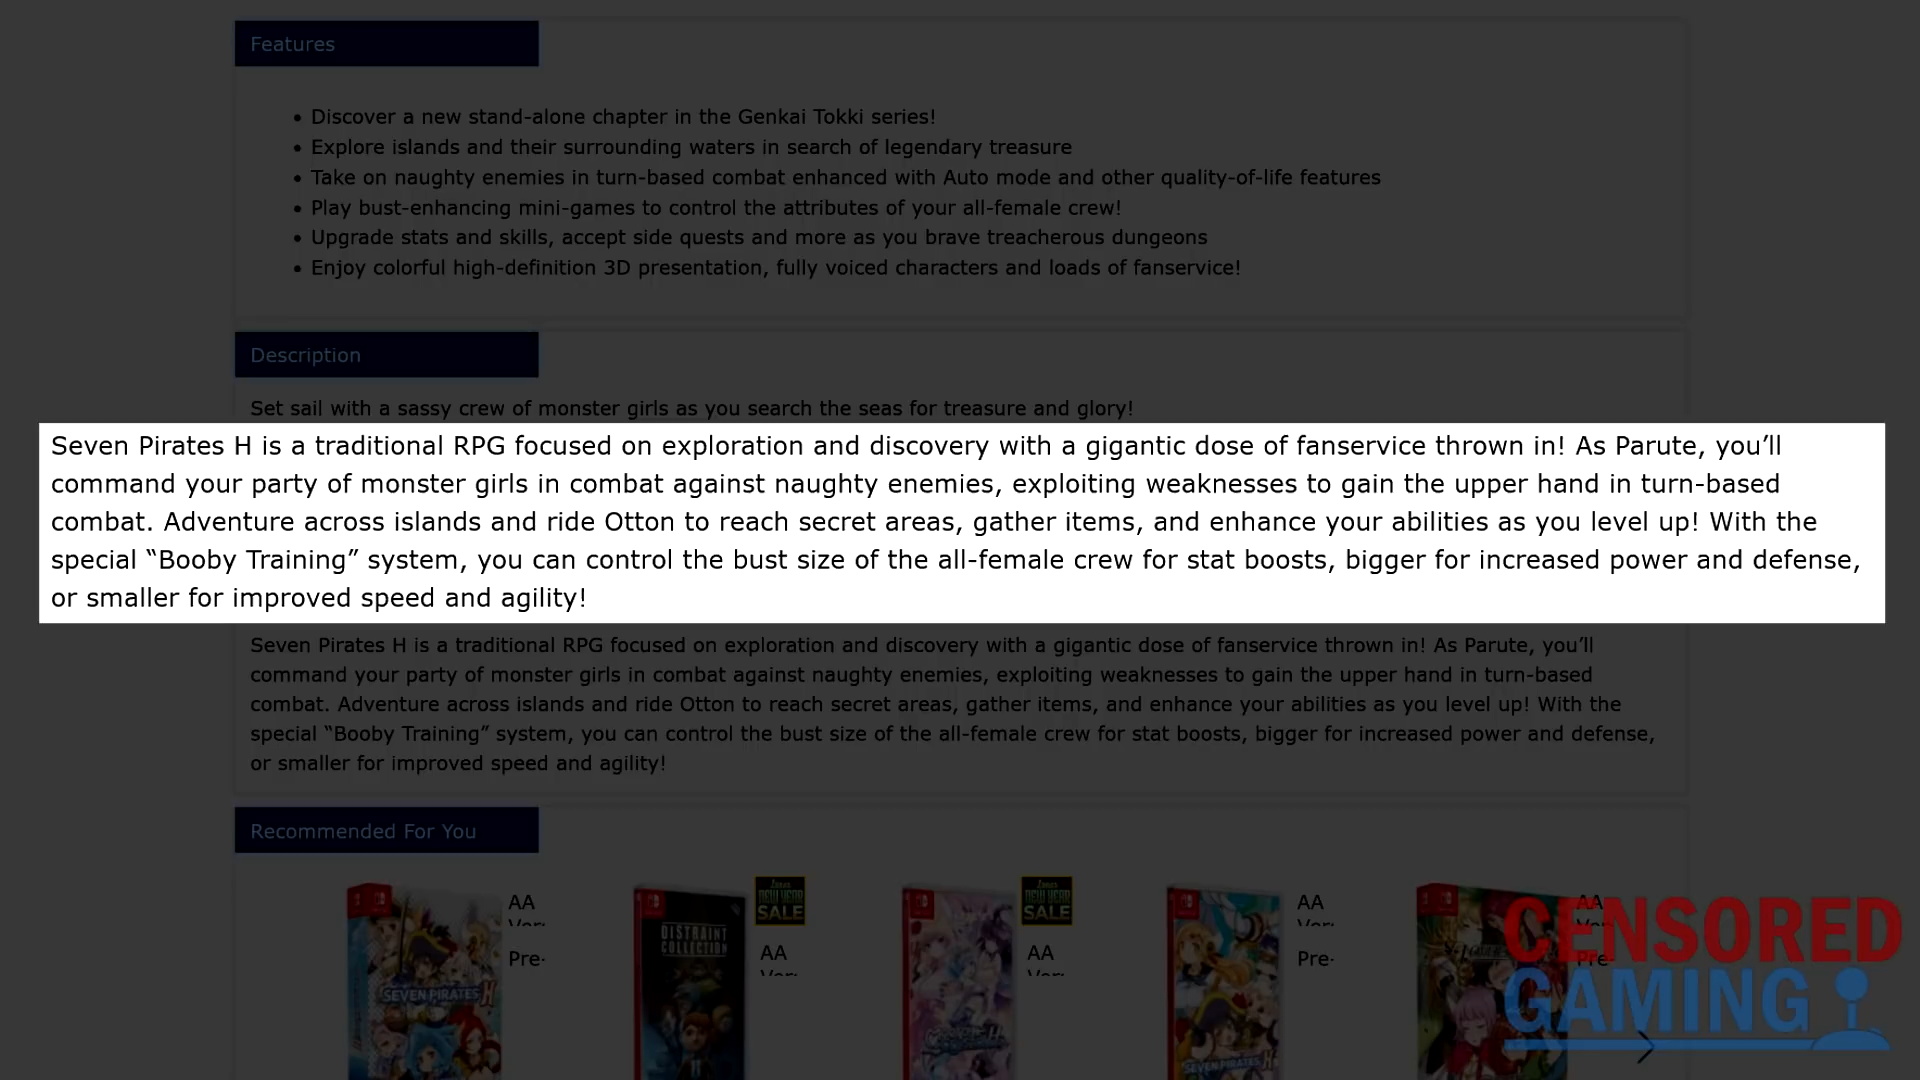 Features
• Discover a new stand-alone chapter in the Genkai Tokki series!
• Explore islands and their surrounding waters in search of legendary treasure
• Take on naughty enemies in turn-based combat enhanced with Auto mode and other quality-of-life features
• Play bust-enhancing mini-games to control the attributes of your all-female crew!
• Upgrade stats and skills, accept side quests and more as you brave treacherous dungeons
• Enjoy colorful high-definition 3D presentation, fully voiced characters and loads of fanservice!
Description
Set sail with a sassy crew of monster girls as you search the seas for treasure and glory!
Seven Pirates H is a traditional RPG focused on exploration and discovery with a gigantic dose of fanservice thrown in! As Parute, you’ll
command your party of monster girls in combat against naughty enemies, exploiting weaknesses to gain the upper hand in turn-based
combat. Adventure across islands and ride Otton to reach secret areas, gather items, and enhance your abilities as you level up! With the
special “Booby Training” system, you can control the bust size of the all-female crew for stat boosts, bigger for increased power and defense,
or smaller for improved speed and agility!
Seven Pirates H is a traditional RPG focused on exploration and discovery with a gigantic dose of fanservice thrown in! As Parute, you’ll
command your party of monster girls in combat against naughty enemies, exploiting weaknesses to gain the upper hand in turn-based
combat. Adventure across islands and ride Otton to reach secret areas, gather items, and enhance your abilities as you level up! With the
special “Booby Training” system, you can control the bust size of the all-female crew for stat boosts, bigger for increased power and defense,
or smaller for improved speed and agility!
Recommended For You
SEVEN PIRATES H
AA
Pre-
DISTRAINT
COLLECTION
NEW YEAR
SALE
AA
NEW YEAR
SALE
AA
SEVEN PIRATES H
AA
Pre-
AA
Pre-
CENSORED
GAMING